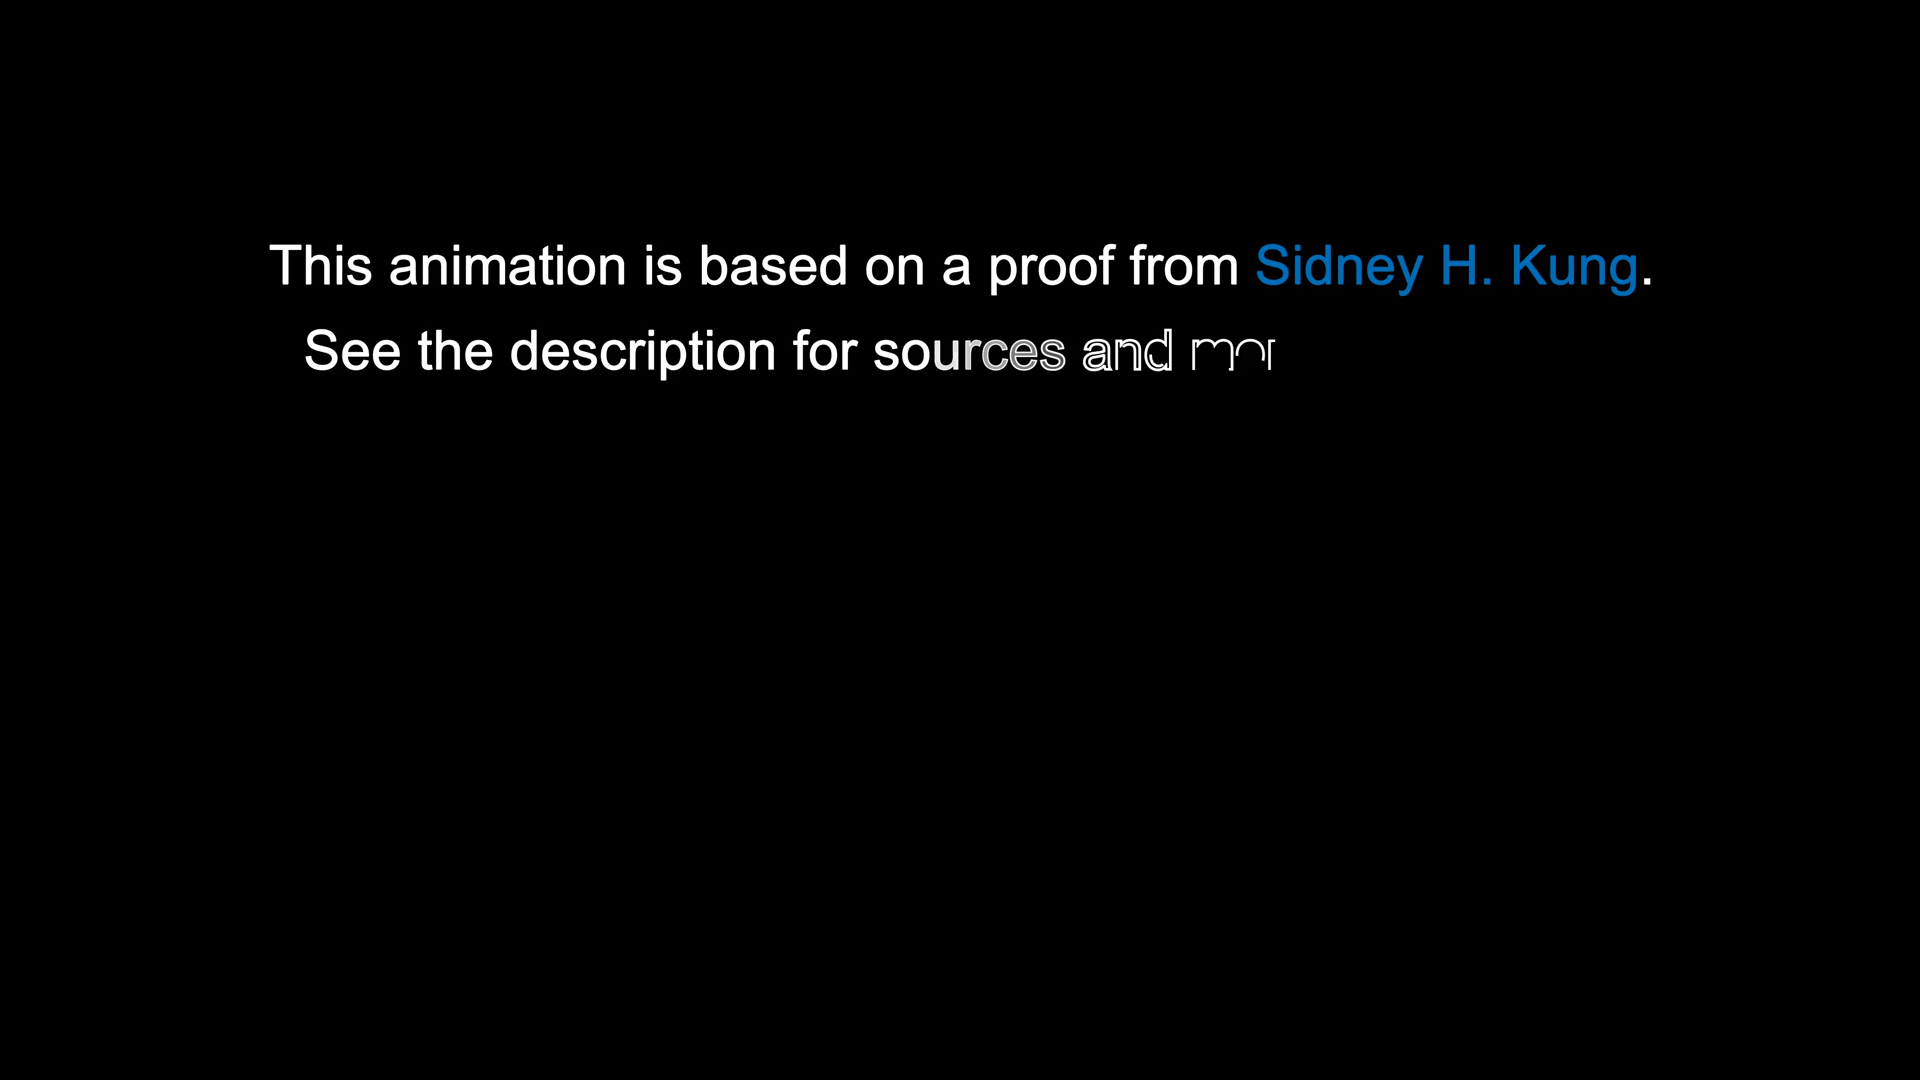 This animation is based on a proof from Sidney H. Kung.
See the description for sources and